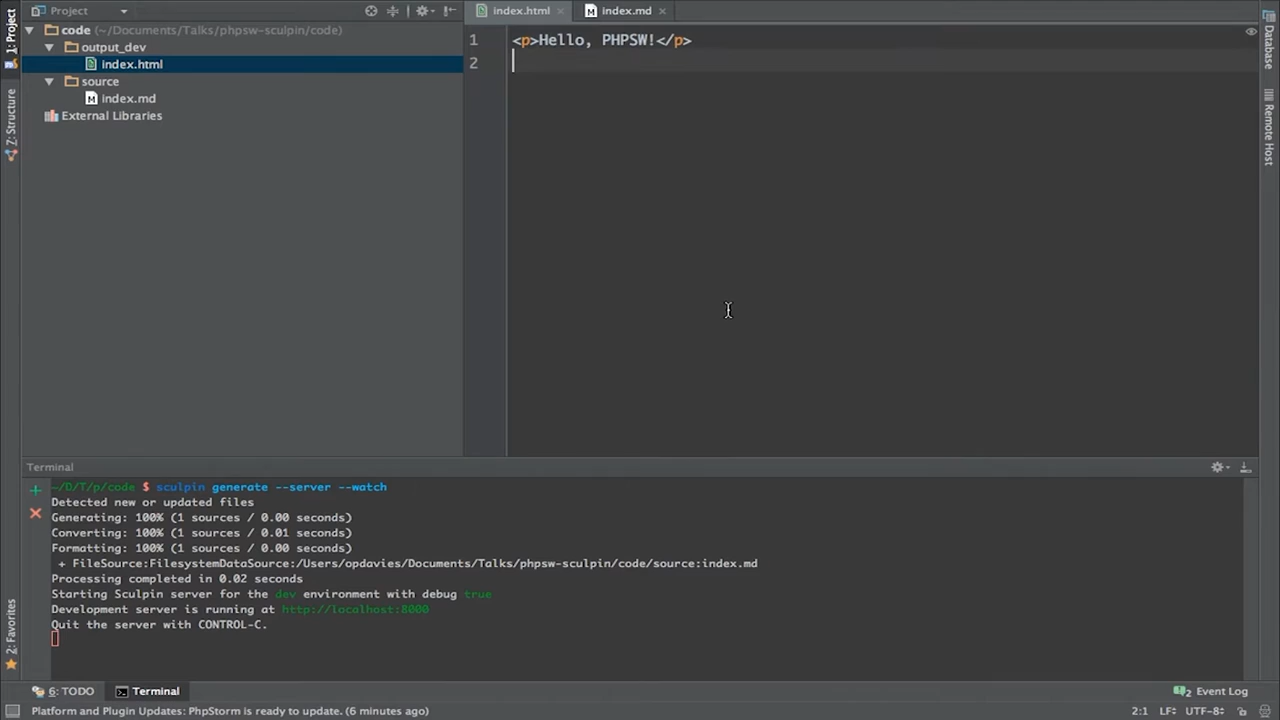 1: Project
Z: Structure
2: Favorites
Project
code (~/Documents/Talks/phpsw-sculpin/code)
output_dev
index.html
source
index.md
External Libraries
index.html
index.md
1 <p>Hello, PHPSW!</p>
2
Database
Remote Host
Terminal
~/D/T/p/code $ sculpin generate --server --watch
Detected new or updated files
Generating: 100% (1 sources / 0.00 seconds)
Converting: 100% (1 sources / 0.01 seconds)
Formatting: 100% (1 sources / 0.00 seconds)
+ FileSource:FilesystemDataSource:/Users/opdavies/Documents/Talks/phpsw-sculpin/code/source:index.md
Processing completed in 0.02 seconds
Starting Sculpin server for the dev environment with debug true
Development server is running at http://localhost:8000
Quit the server with CONTROL-C.
6: TODO
Terminal
2 Event Log
Platform and Plugin Updates: PhpStorm is ready to update. (6 minutes ago)
2:1 LF÷ UTF-8÷